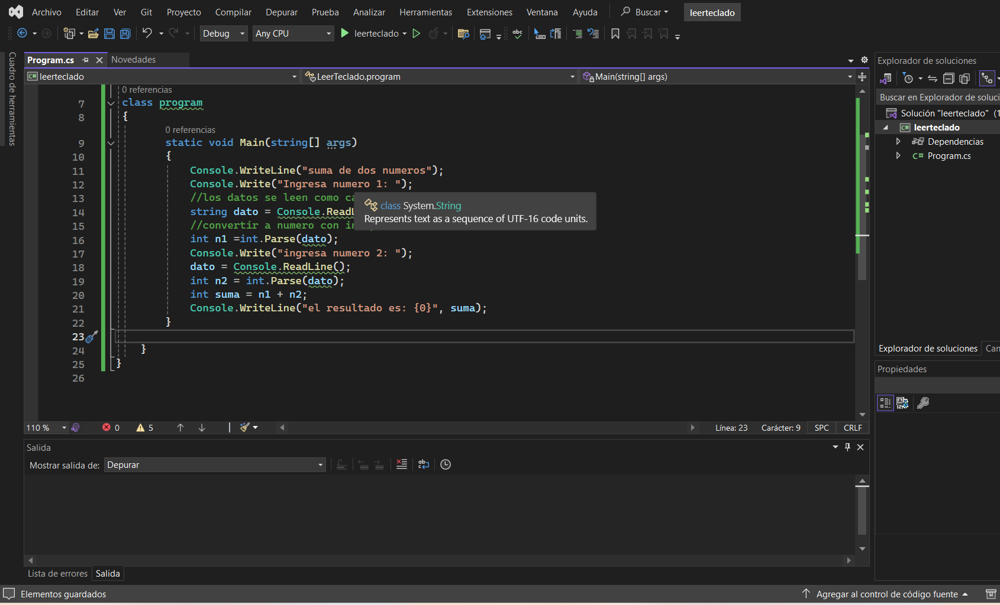 Archivo Editar Ver Git Proyecto Compilar Depurar Prueba Analizar Herramientas Extensiones Ventana Ayuda Buscar leerteclado
Debug Any CPU leerteclado abc
Cuadro de herramientas
Program.cs Novedades
C# leerteclado LeerTeclado.program Main(string[] args)
0 referencias
7 class program
8 {
0 referencias
9 static void Main(string[] args)
10 {
11 Console.WriteLine("suma de dos numeros");
12 Console.Write("Ingresa numero 1: ");
13 //los datos se leen como ca
14 string dato = Console.ReadL
15 //convertir a numero con in
class System.String
Represents text as a sequence of UTF-16 code units.
16 int n1 =int.Parse(dato);
17 Console.Write("ingresa numero 2: ");
18 dato = Console.ReadLine();
19 int n2 = int.Parse(dato);
20 int suma = n1 + n2;
21 Console.WriteLine("el resultado es: {0}", suma);
22 }
23
24 }
25 }
26
110 % 0 5 Línea: 23 Carácter: 9 SPC CRLF
Salida
Mostrar salida de: Depurar
Lista de errores Salida
Explorador de soluciones
Buscar en Explorador de soluci
Solución "leerteclado" (1
C# leerteclado
Dependencias
C# Program.cs
Explorador de soluciones Can
Propiedades
Elementos guardados Agregar al control de código fuente